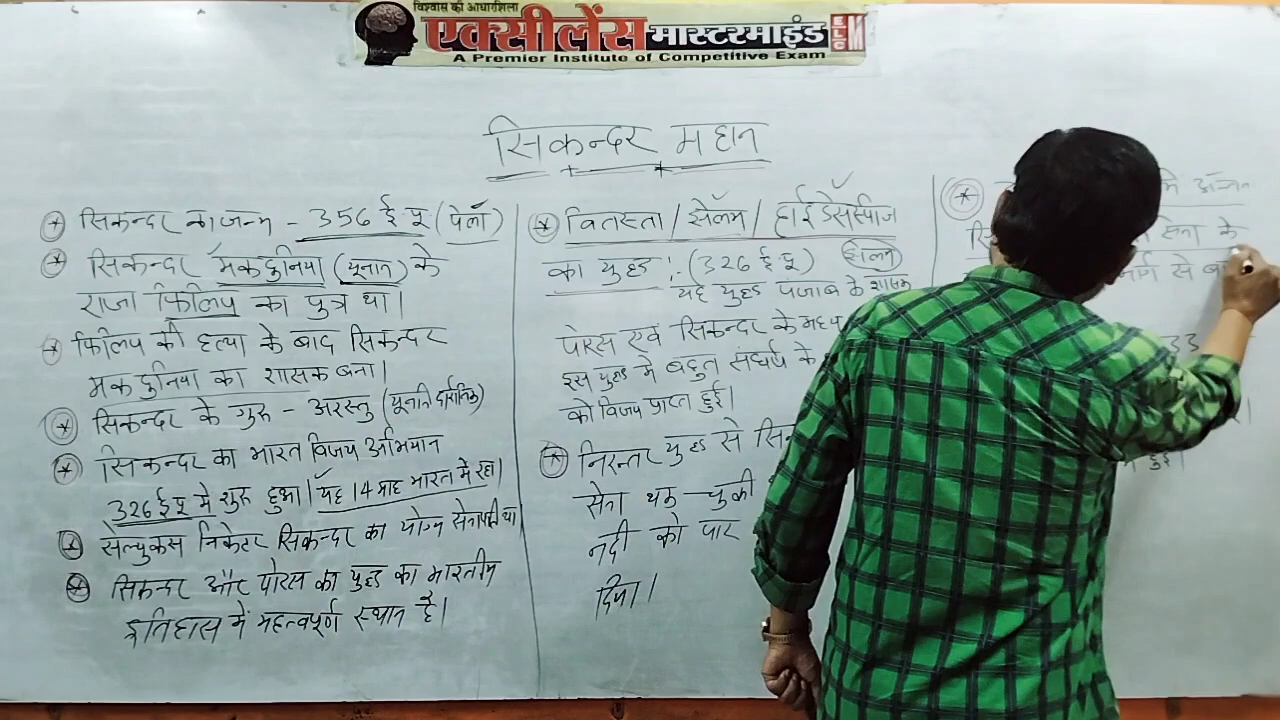 विश्वास की आधारशिला
एक्सीलेंस मास्टरमाइंड
ELC
EM
A Premier Institute of Competitive Exam
सिकन्दर महान
सिकन्दर का जन्म - 356 ई.पू (पेला)
सिकन्दर मकदुनिया (यूनान) के
राजा फिलिप का पुत्र था।
फिलिप की हत्या के बाद सिकन्दर
मकदुनिया का शासक बना।
सिकन्दर के गुरु - अरस्तु (यूनानी दार्शनिक)
सिकन्दर का भारत विजय अभियान
326 ई पू में शुरू हुआ। यह 14 माह भारत में रहा।
सेल्युकस निकेटर सिकन्दर का योग्य सेनापती था
सिकन्दर और पोरस का युद्ध का भारतीय
इतिहास में महत्वपूर्ण स्थान है।
वितस्ता / झेलम / हाईडेसस्पीज
का युद्ध :- (326 ई पू) झेलम
यह युद्ध पंजाब के शासक
पोरस एवं सिकन्दर के मध्य
इस युद्ध में बहुत संघर्ष के
को विजय प्राप्त हुई।
निरन्तर युद्ध से
सेना थक चुकी
नदी को पार
दिया।
सेना के
मार्ग से
हुई।